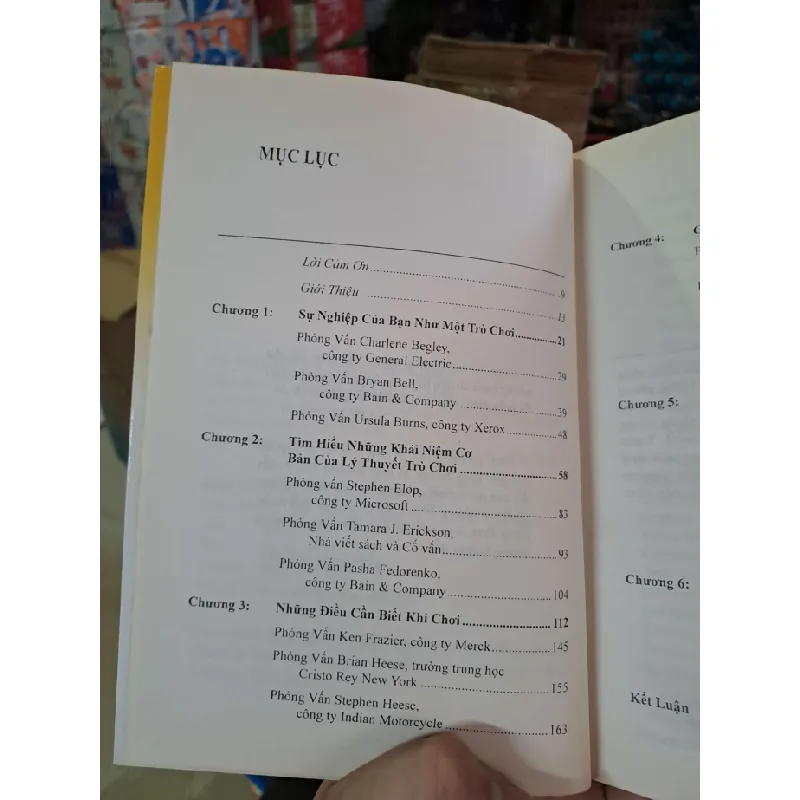 MỤC LỤC
Lời Cảm Ơn 9
Giới Thiệu 13
Chương 1: Sự Nghiệp Của Bạn Như Một Trò Chơi 21
Phỏng Vấn Charlene Begley,
công ty General Electric 29
Phỏng Vấn Bryan Bell,
công ty Bain & Company 39
Phỏng Vấn Ursula Burns, công ty Xerox 48
Chương 2: Tìm Hiểu Những Khái Niệm Cơ
Bản Của Lý Thuyết Trò Chơi 58
Phỏng vấn Stephen Elop,
công ty Microsoft 83
Phỏng Vấn Tamara J. Erickson,
Nhà viết sách và Cố vấn 93
Phỏng Vấn Pasha Fedorenko,
công ty Bain & Company 104
Chương 3: Những Điều Cần Biết Khi Chơi 112
Phỏng Vấn Ken Frazier, công ty Merck 145
Phỏng Vấn Brian Heese, trưởng trung học
Cristo Rey New York 155
Phỏng Vấn Stephen Heese,
công ty Indian Motorcycle 163
Chương 4:
Chương 5:
Chương 6:
Kết Luận